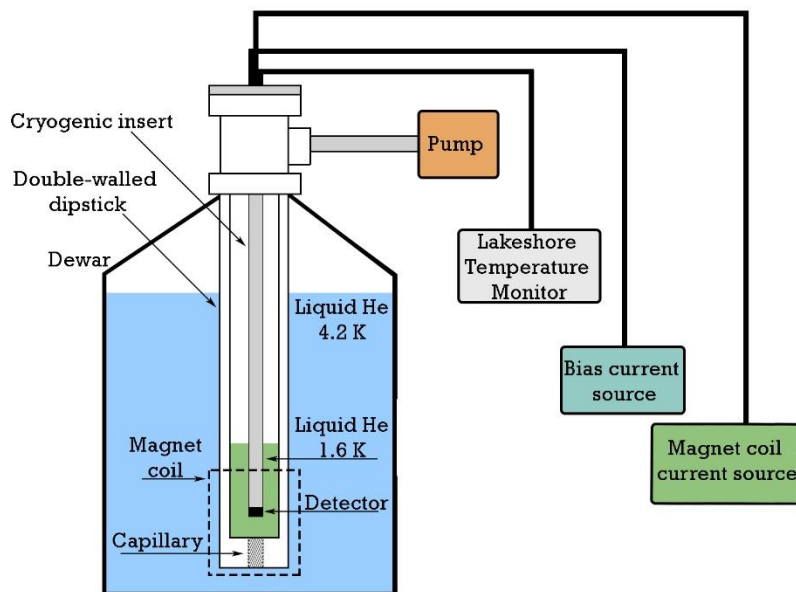 Cryogenic insert
Pump
Double-walled
dipstick
Dewar
Lakeshore
Temperature
Monitor
Liquid He
4.2 K
Bias current
source
Liquid He
1.6 K
Magnet
coil
Magnet coil
current source
Detector
Capillary